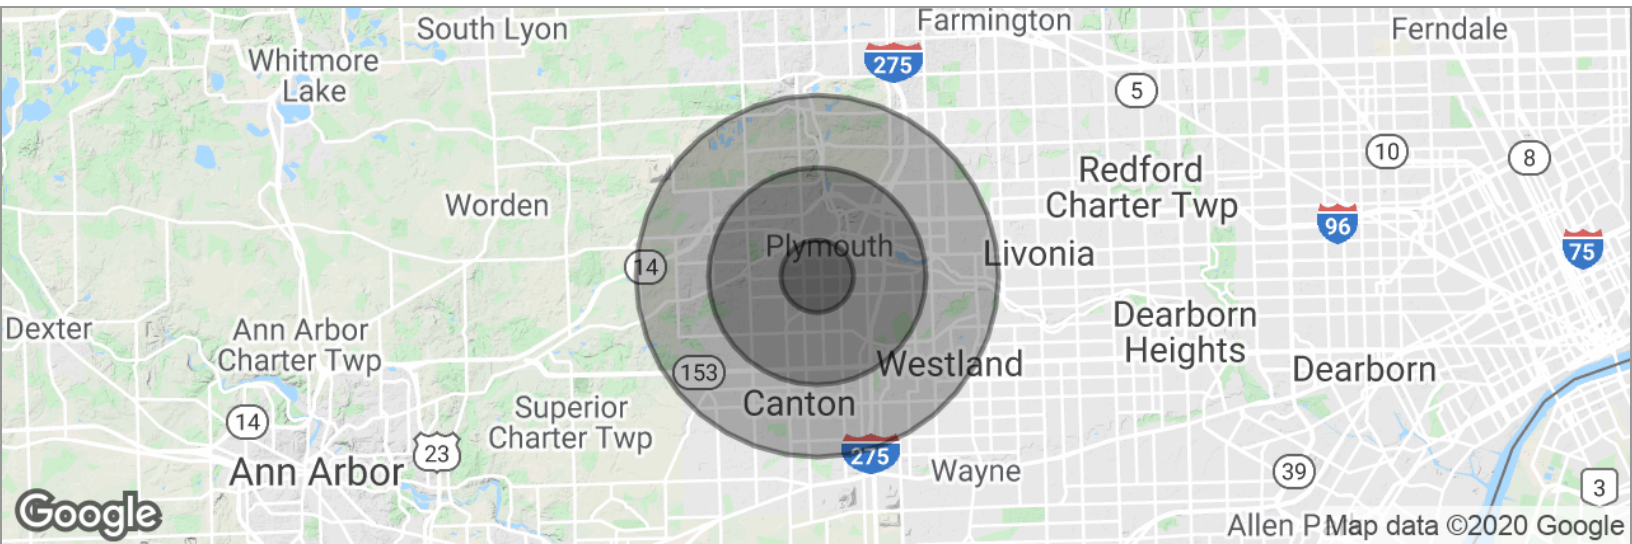 South Lyon
Farmington
Ferndale
Whitmore
Lake
275
5
10
8
Redford
Charter Twp
Worden
96
75
Plymouth
Livonia
14
Dexter
Ann Arbor
Charter Twp
Dearborn
Heights
153
Westland
Dearborn
Canton
Superior
Charter Twp
14
23
Ann Arbor
275
Wayne
39
3
Google
Allen P
Map data ©2020 Google